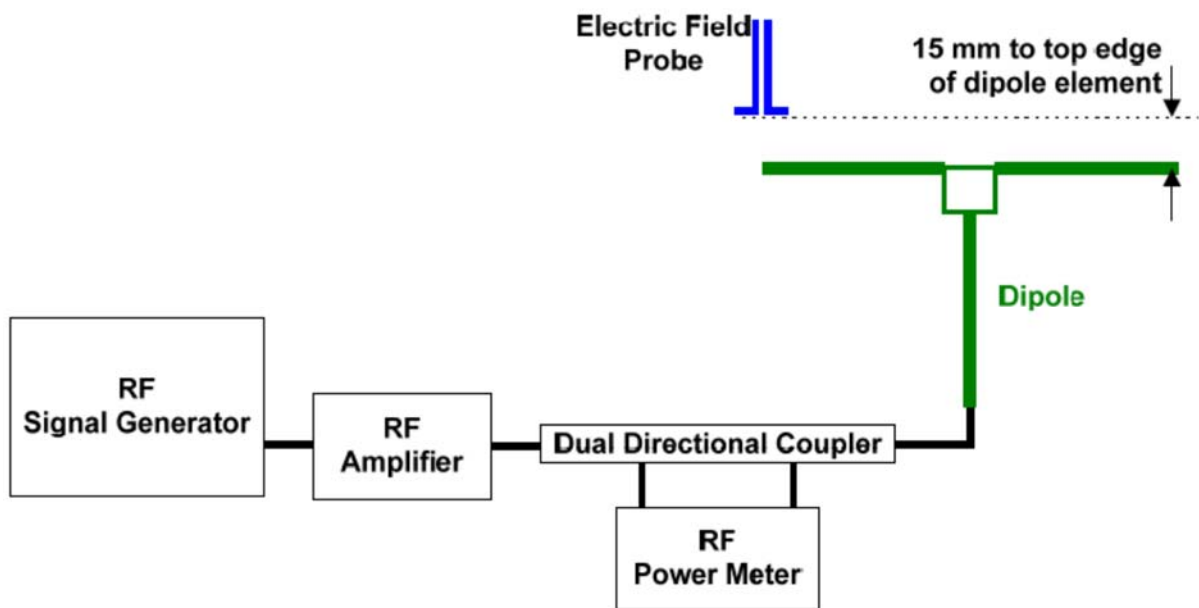 Electric Field
Probe
15 mm to top edge
of dipole element
Dipole
RF
Signal Generator
RF
Amplifier
Dual Directional Coupler
RF
Power Meter